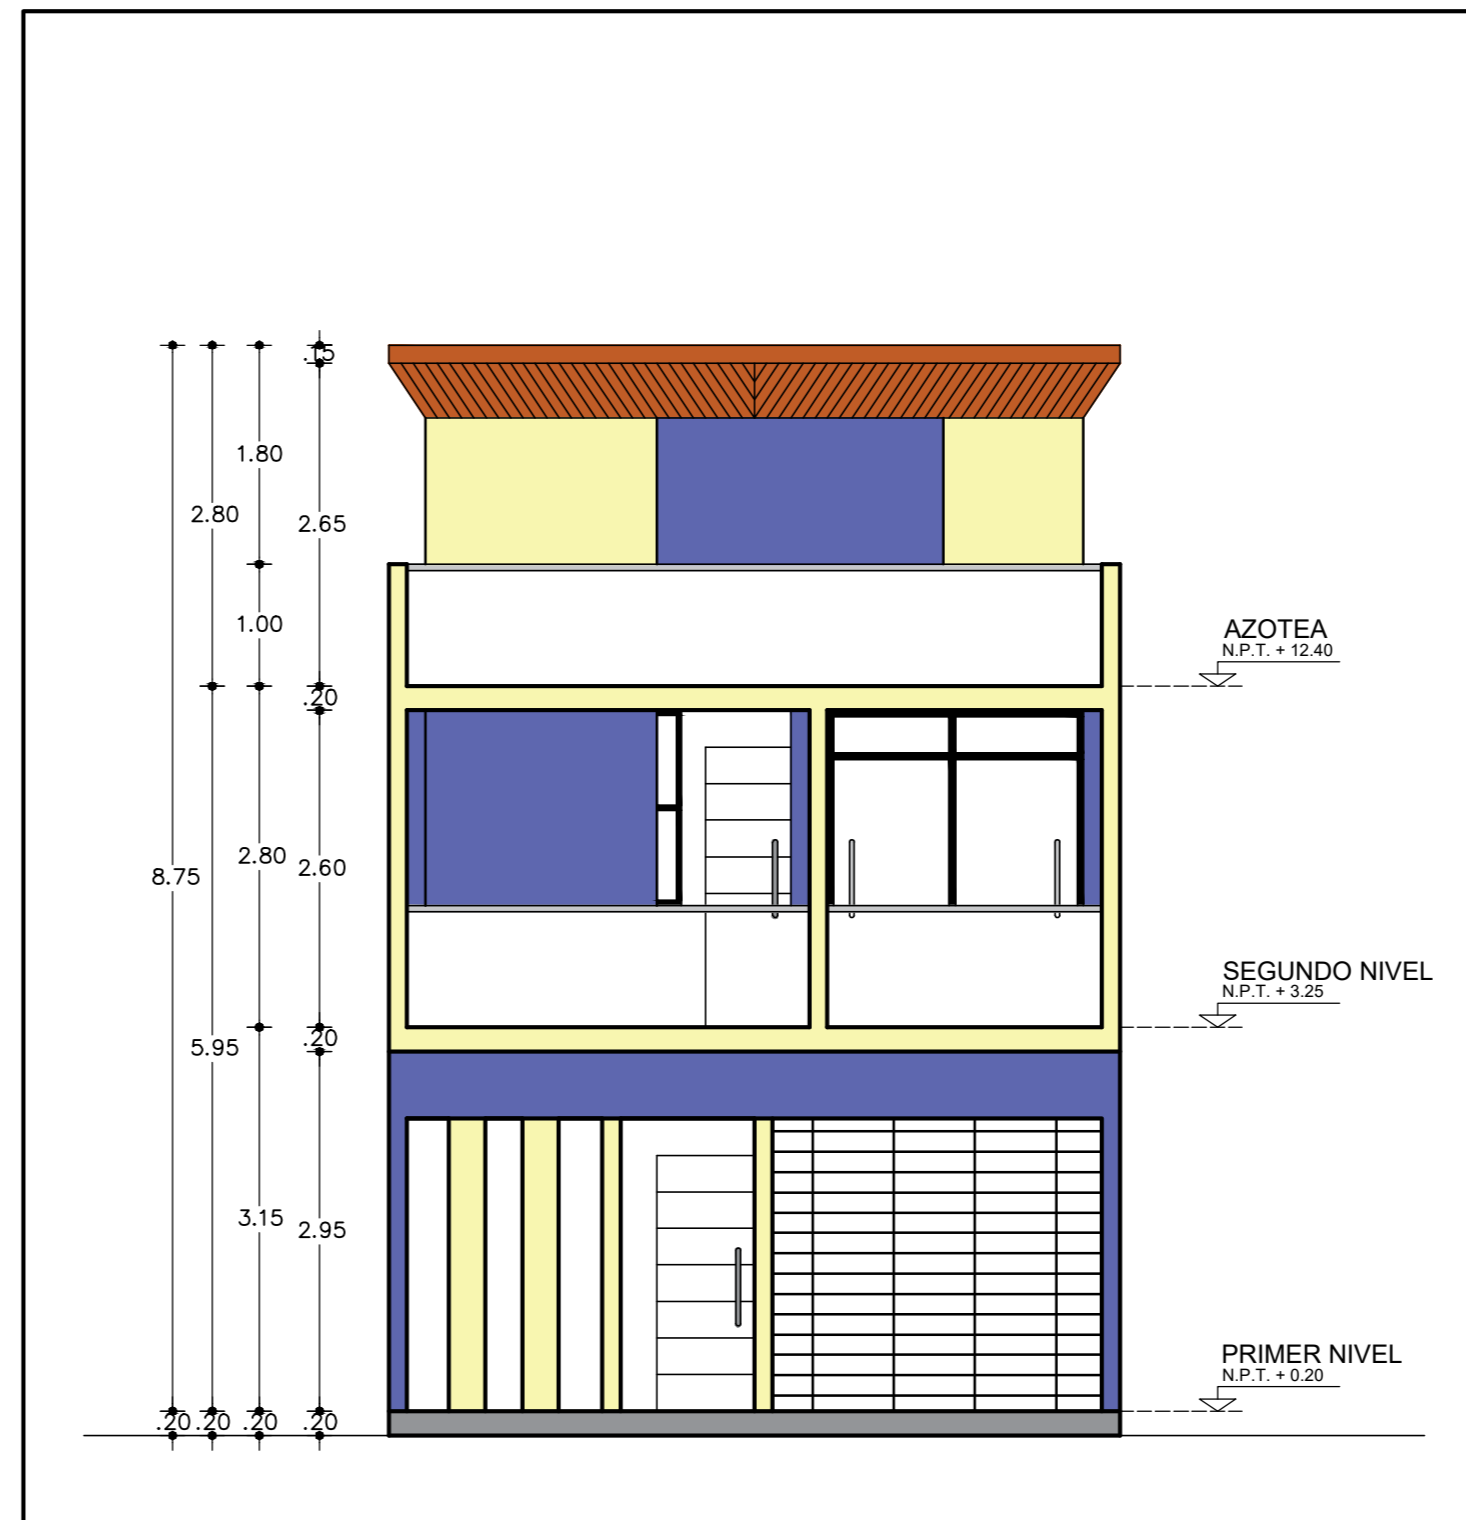 .15
1.80
2.80
2.65
1.00
AZOTEA
N.P.T. + 12.40
.20
2.80
2.60
8.75
SEGUNDO NIVEL
N.P.T. + 3.25
.20
5.95
3.15
2.95
PRIMER NIVEL
N.P.T. + 0.20
.20 .20 .20 .20